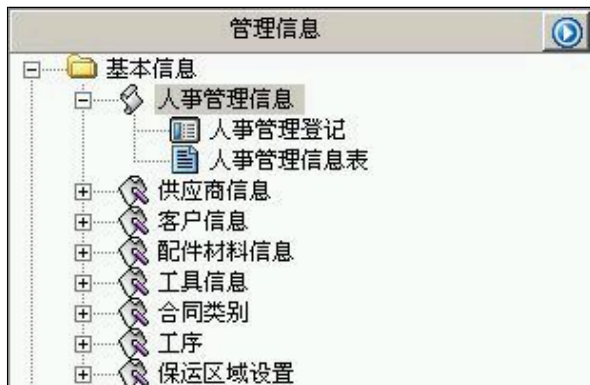 管理信息
基本信息
人事管理信息
人事管理登记
人事管理信息表
供应商信息
客户信息
配件材料信息
工具信息
合同类别
工序
保运区域设置